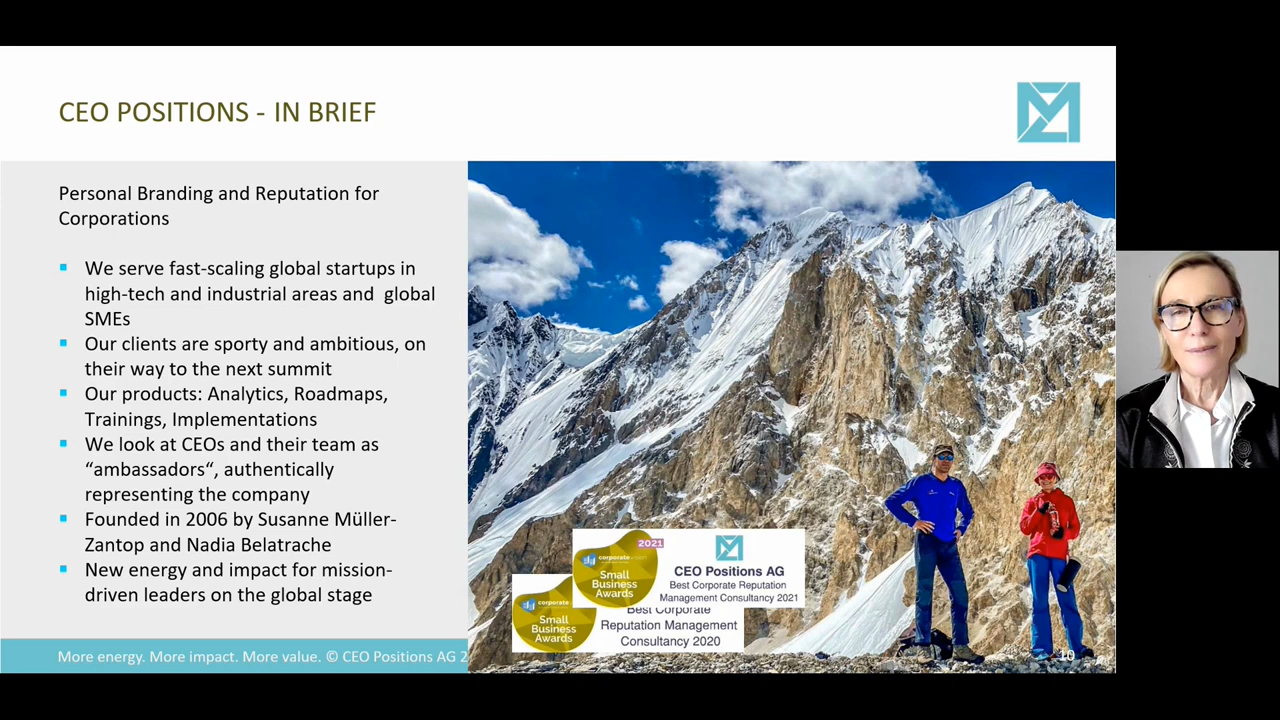 CEO POSITIONS - IN BRIEF
Personal Branding and Reputation for
Corporations
We serve fast-scaling global startups in
high-tech and industrial areas and  global
SMEs
Our clients are sporty and ambitious, on
their way to the next summit
Our products: Analytics, Roadmaps,
Trainings, Implementations
We look at CEOs and their team as
“ambassadors“, authentically
representing the company
Founded in 2006 by Susanne Müller-
Zantop and Nadia Belatrache
New energy and impact for mission-
driven leaders on the global stage
2021
corporate
Small
Business
Awards
CEO Positions AG
Best Corporate Reputation
Management Consultancy 2021
corporate
Small
Business
Awards
Best Corporate
Reputation Management
Consultancy 2020
More energy. More impact. More value. © CEO Positions AG 2
10